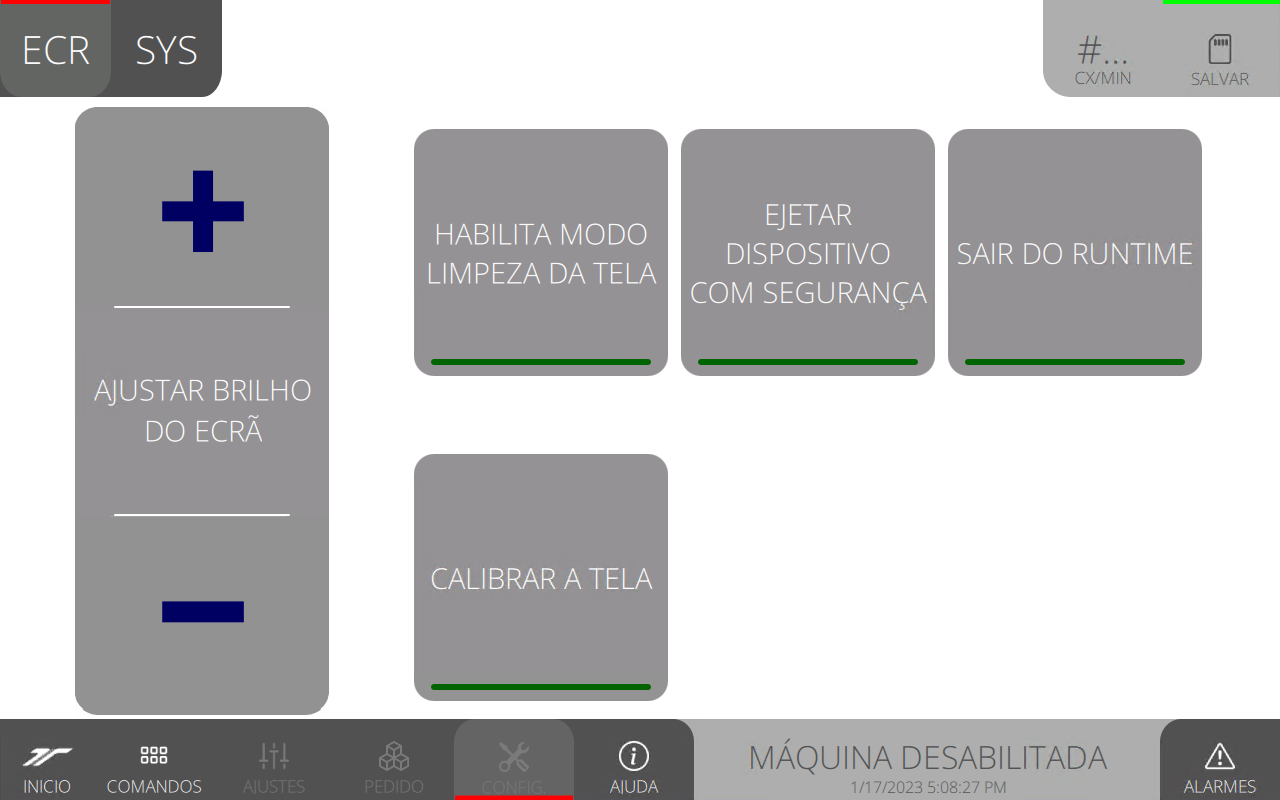 ECR
SYS
#...
CX/MIN
SALVAR
AJUSTAR BRILHO
DO ECRÃ
HABILITA MODO
LIMPEZA DA TELA
EJETAR
DISPOSITIVO
COM SEGURANÇA
SAIR DO RUNTIME
CALIBRAR A TELA
INICIO
COMANDOS
AJUSTES
PEDIDO
CONFIG.
AJUDA
MÁQUINA DESABILITADA
1/17/2023 5:08:27 PM
ALARMES